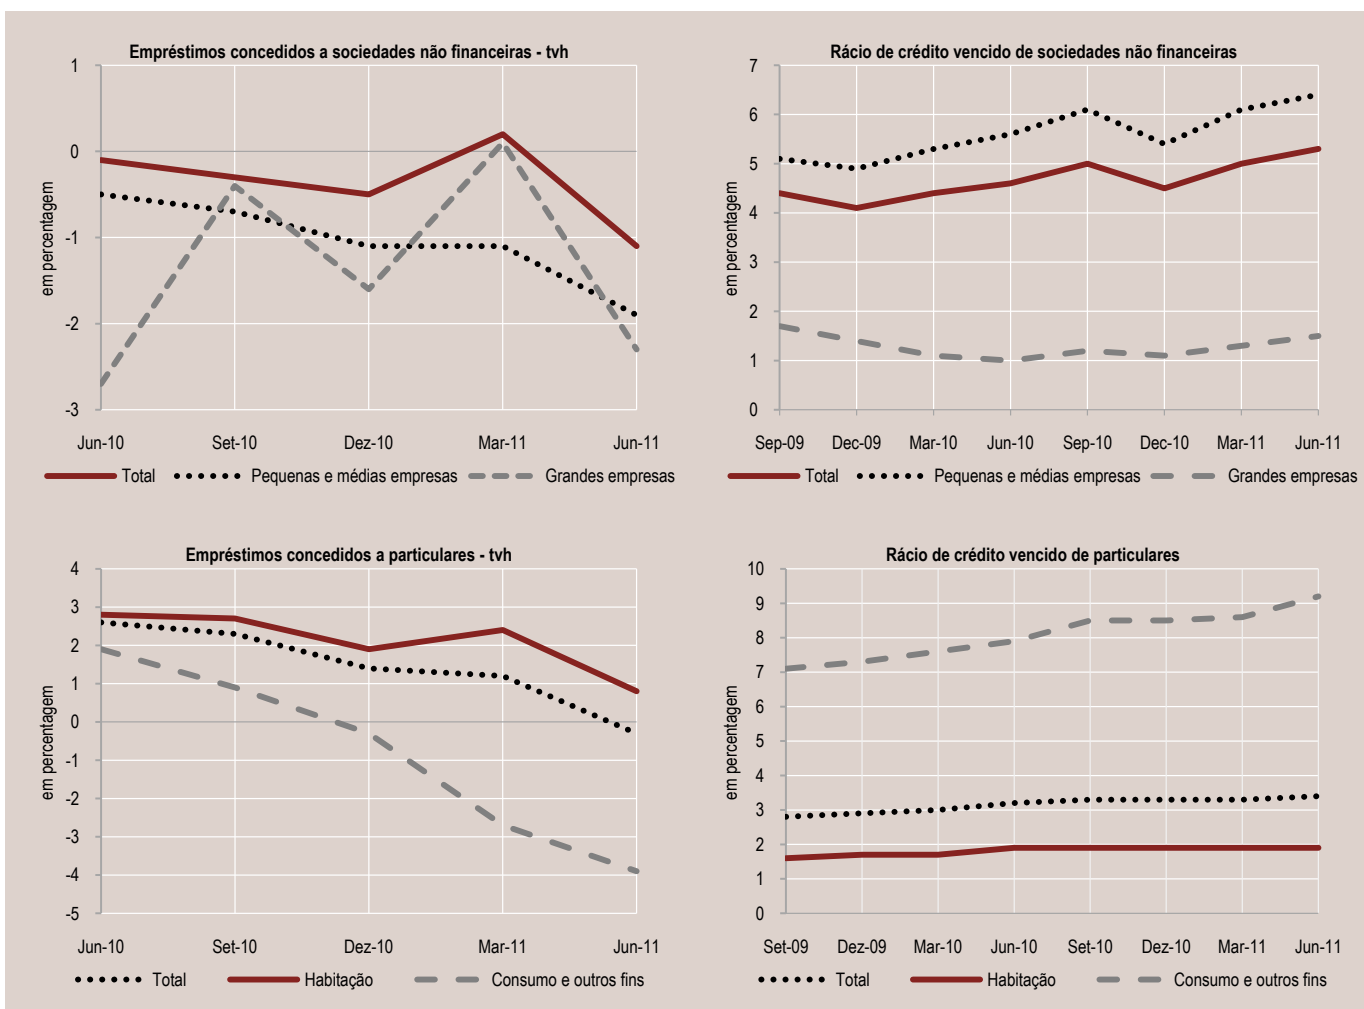 Empréstimos concedidos a sociedades não financeiras - tvh
1
0
-1
-2
-3
em percentagem
Jun-10 Set-10 Dez-10 Mar-11 Jun-11
Total Pequenas e médias empresas Grandes empresas
Rácio de crédito vencido de sociedades não financeiras
7
6
5
4
3
2
1
0
em percentagem
Sep-09 Dec-09 Mar-10 Jun-10 Sep-10 Dec-10 Mar-11 Jun-11
Total Pequenas e médias empresas Grandes empresas
Empréstimos concedidos a particulares - tvh
4
3
2
1
0
-1
-2
-3
-4
-5
em percentagem
Jun-10 Set-10 Dez-10 Mar-11 Jun-11
Total Habitação Consumo e outros fins
Rácio de crédito vencido de particulares
10
9
8
7
6
5
4
3
2
1
0
em percentagem
Set-09 Dez-09 Mar-10 Jun-10 Set-10 Dez-10 Mar-11 Jun-11
Total Habitação Consumo e outros fins